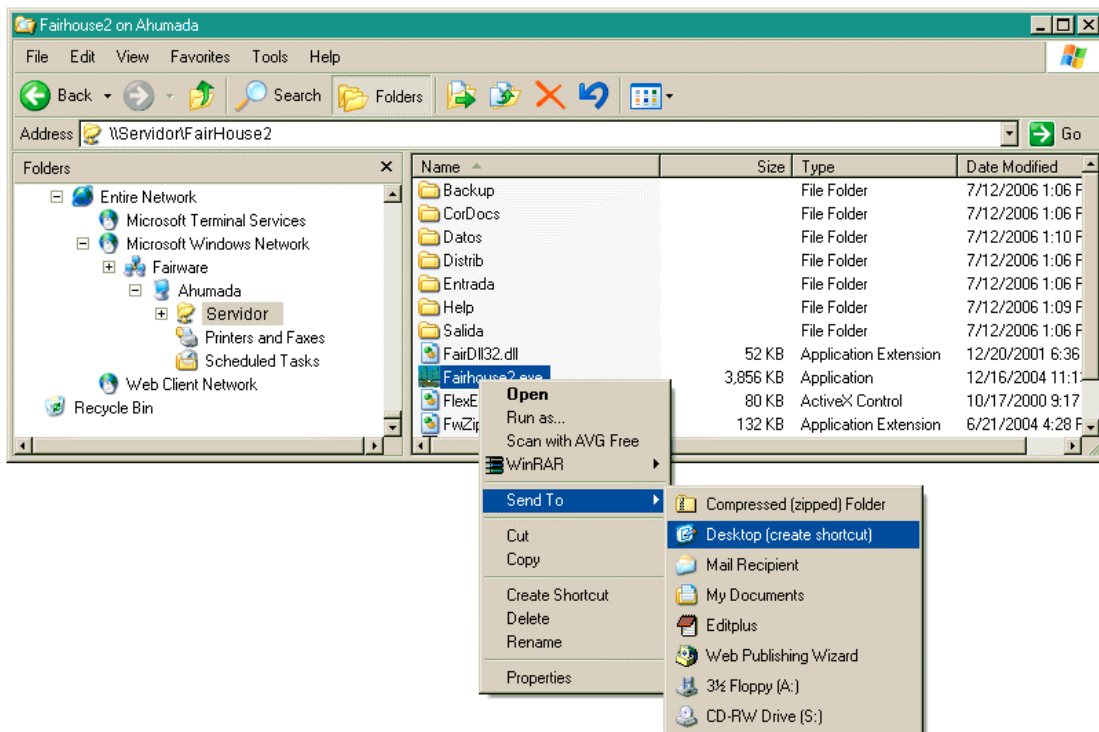 Fairhouse2 on Ahumada
File Edit View Favorites Tools Help
Back Search Folders
Address \\Servidor\FairHouse2 Go
Folders
Entire Network
Microsoft Terminal Services
Microsoft Windows Network
Fairware
Ahumada
Servidor
Printers and Faxes
Scheduled Tasks
Web Client Network
Recycle Bin
Name Size Type Date Modified
Backup File Folder 7/12/2006 1:06 P
CorDocs File Folder 7/12/2006 1:06 P
Datos File Folder 7/12/2006 1:10 P
Distrib File Folder 7/12/2006 1:06 P
Entrada File Folder 7/12/2006 1:06 P
Help File Folder 7/12/2006 1:09 P
Salida File Folder 7/12/2006 1:06 P
FairDll32.dll 52 KB Application Extension 12/20/2001 6:36
Fairhouse2.exe 3,856 KB Application 12/16/2004 11:1
FlexE 80 KB ActiveX Control 10/17/2000 9:17
FwZip 132 KB Application Extension 6/21/2004 4:28 P
Open
Run as...
Scan with AVG Free
WinRAR
Send To
Cut
Copy
Create Shortcut
Delete
Rename
Properties
Compressed (zipped) Folder
Desktop (create shortcut)
Mail Recipient
My Documents
Editplus
Web Publishing Wizard
3½ Floppy (A:)
CD-RW Drive (S:)